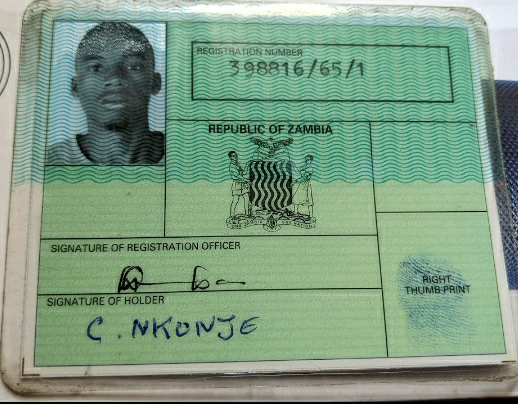 REGISTRATION NUMBER
398816/65/1
REPUBLIC OF ZAMBIA
SIGNATURE OF REGISTRATION OFFICER
SIGNATURE OF HOLDER
C. NKONJE
RIGHT
THUMB PRINT